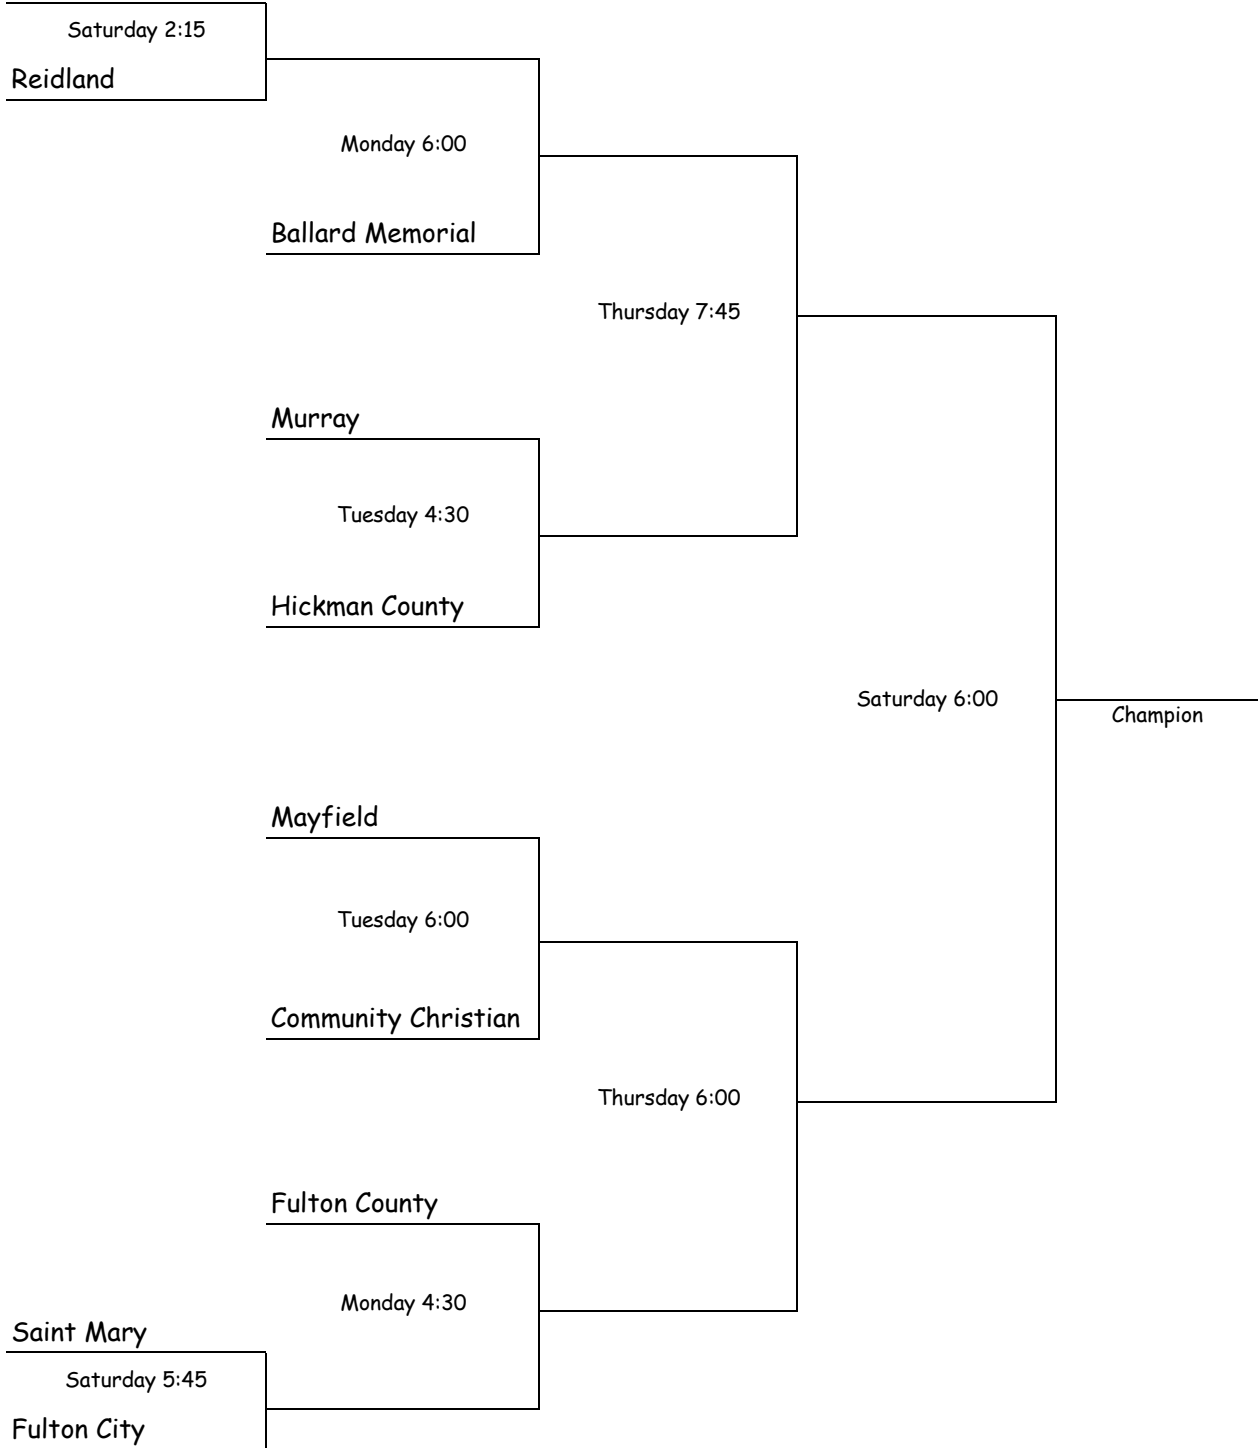 Saturday 2:15
Reidland
Monday 6:00
Ballard Memorial
Thursday 7:45
Murray
Tuesday 4:30
Hickman County
Saturday 6:00
Champion
Mayfield
Tuesday 6:00
Community Christian
Thursday 6:00
Fulton County
Monday 4:30
Saint Mary
Saturday 5:45
Fulton City